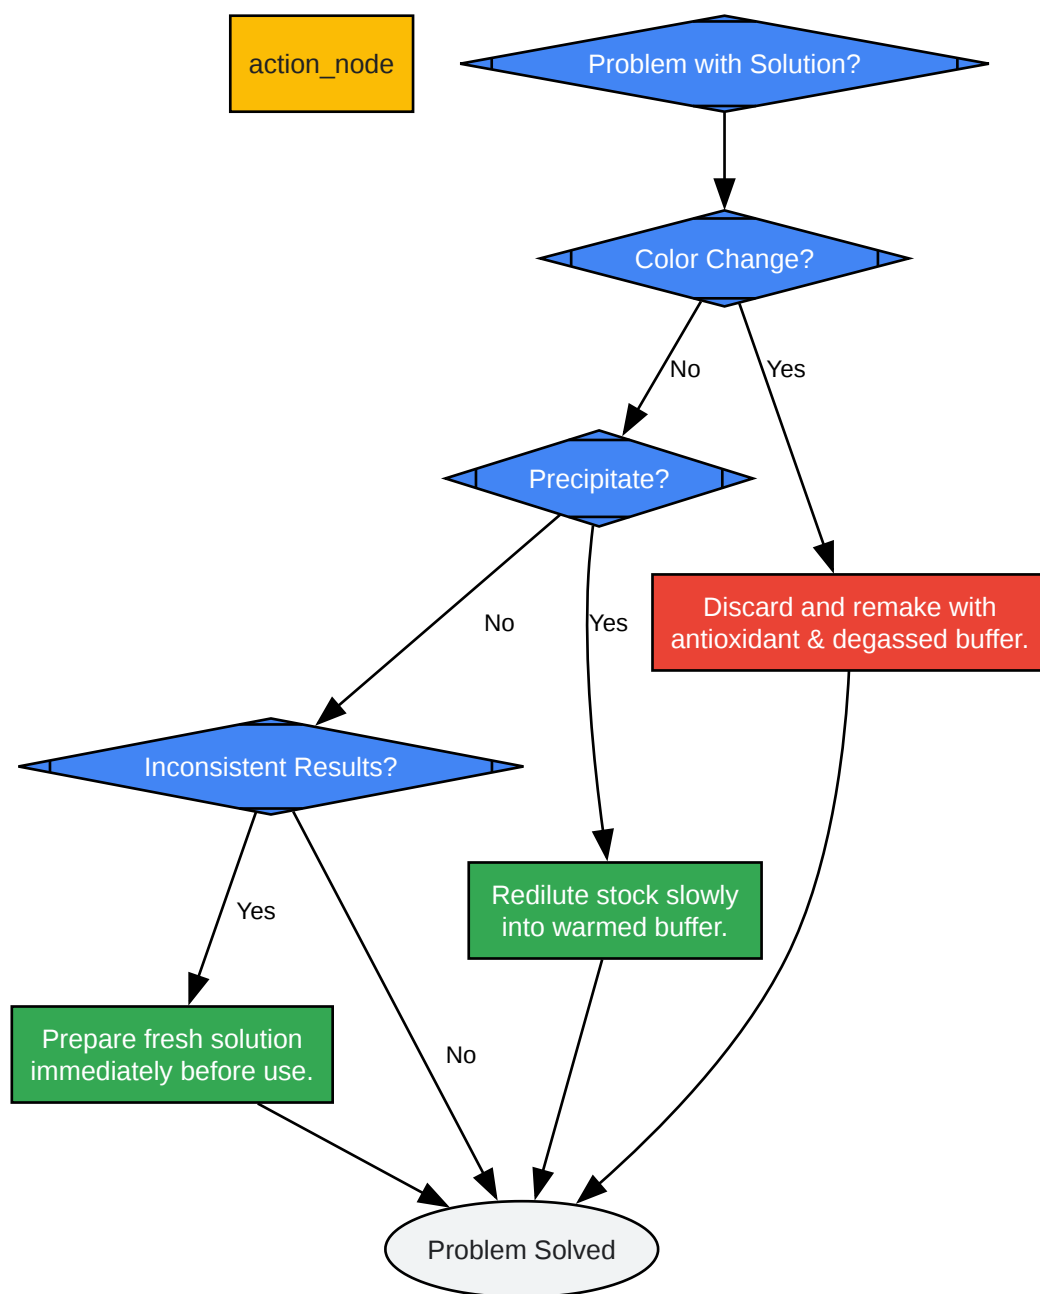 action_node
Problem with Solution?
Color Change?
No
Yes
Precipitate?
No
Yes
Discard and remake with
antioxidant & degassed buffer.
Inconsistent Results?
Redilute stock slowly
into warmed buffer.
Yes
Prepare fresh solution
immediately before use.
No
Problem Solved